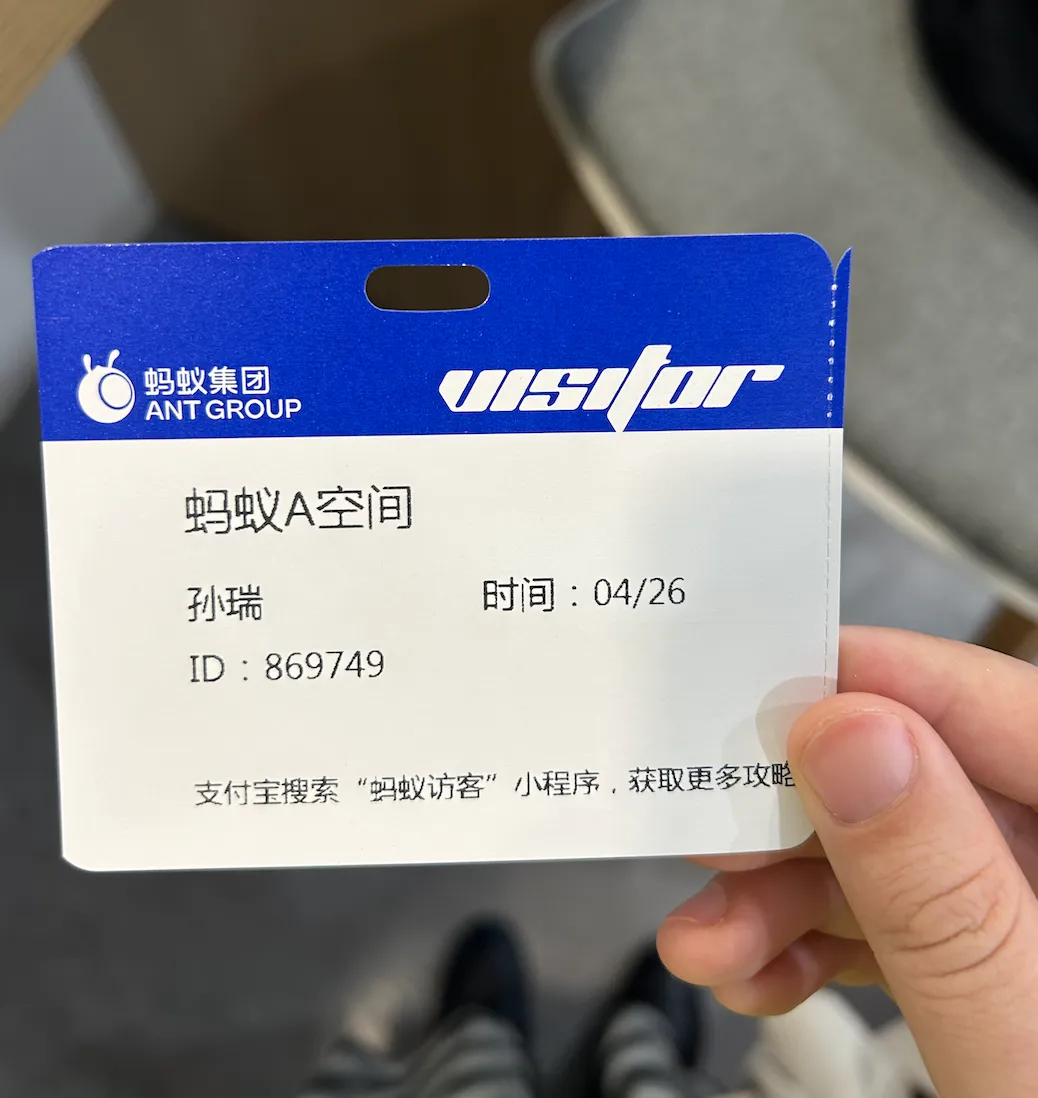 蚂蚁集团
ANT GROUP
visitor
蚂蚁A空间
孙瑞
时间：04/26
ID：869749
支付宝搜索“蚂蚁访客”小程序，获取更多攻略